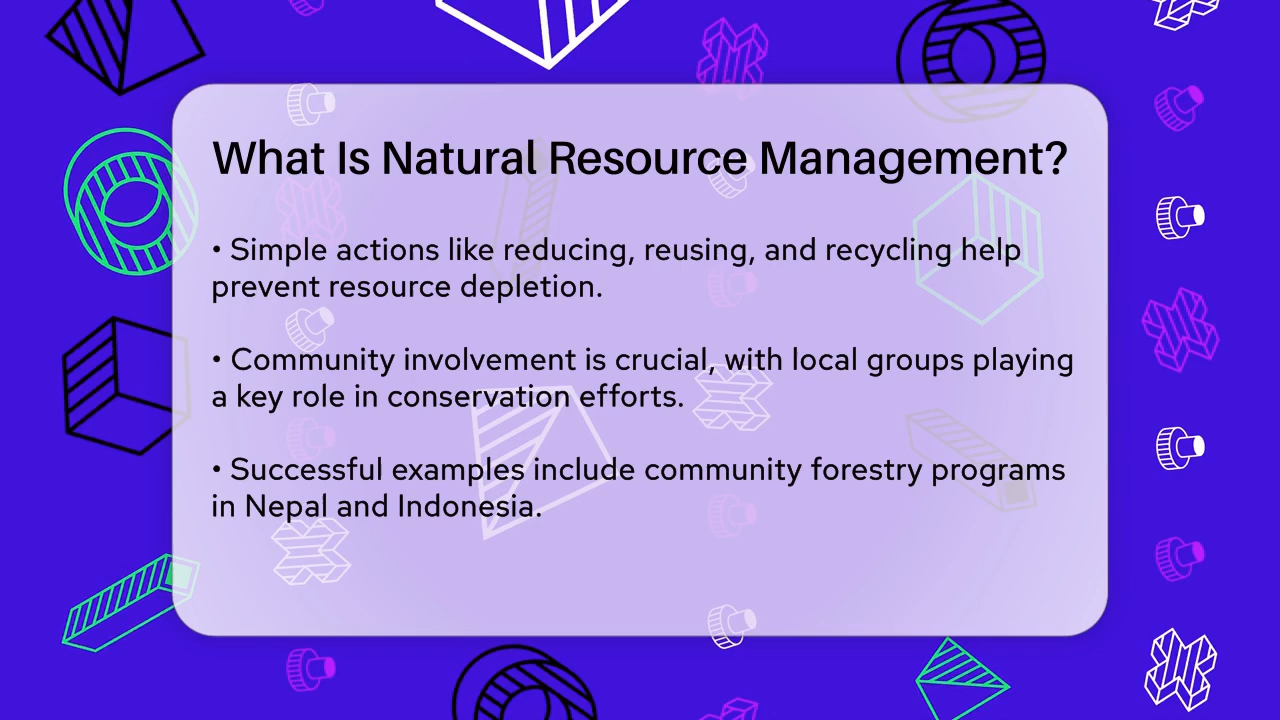 What Is Natural Resource Management?
• Simple actions like reducing, reusing, and recycling help
prevent resource depletion.
• Community involvement is crucial, with local groups playing
a key role in conservation efforts.
• Successful examples include community forestry programs
in Nepal and Indonesia.